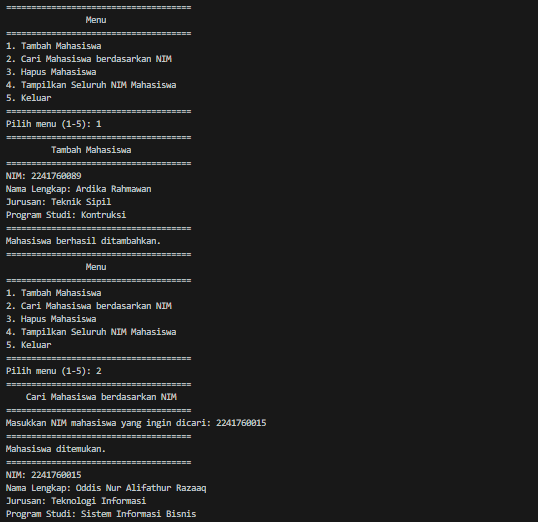 =====================================
Menu
=====================================
1. Tambah Mahasiswa
2. Cari Mahasiswa berdasarkan NIM
3. Hapus Mahasiswa
4. Tampilkan Seluruh NIM Mahasiswa
5. Keluar
=====================================
Pilih menu (1-5): 1
=====================================
Tambah Mahasiswa
=====================================
NIM: 2241760089
Nama Lengkap: Ardika Rahmawan
Jurusan: Teknik Sipil
Program Studi: Kontruksi
=====================================
Mahasiswa berhasil ditambahkan.
=====================================
Menu
=====================================
1. Tambah Mahasiswa
2. Cari Mahasiswa berdasarkan NIM
3. Hapus Mahasiswa
4. Tampilkan Seluruh NIM Mahasiswa
5. Keluar
=====================================
Pilih menu (1-5): 2
=====================================
Cari Mahasiswa berdasarkan NIM
=====================================
Masukkan NIM mahasiswa yang ingin dicari: 2241760015
=====================================
Mahasiswa ditemukan.
=====================================
NIM: 2241760015
Nama Lengkap: Oddis Nur Alifathur Razaaq
Jurusan: Teknologi Informasi
Program Studi: Sistem Informasi Bisnis